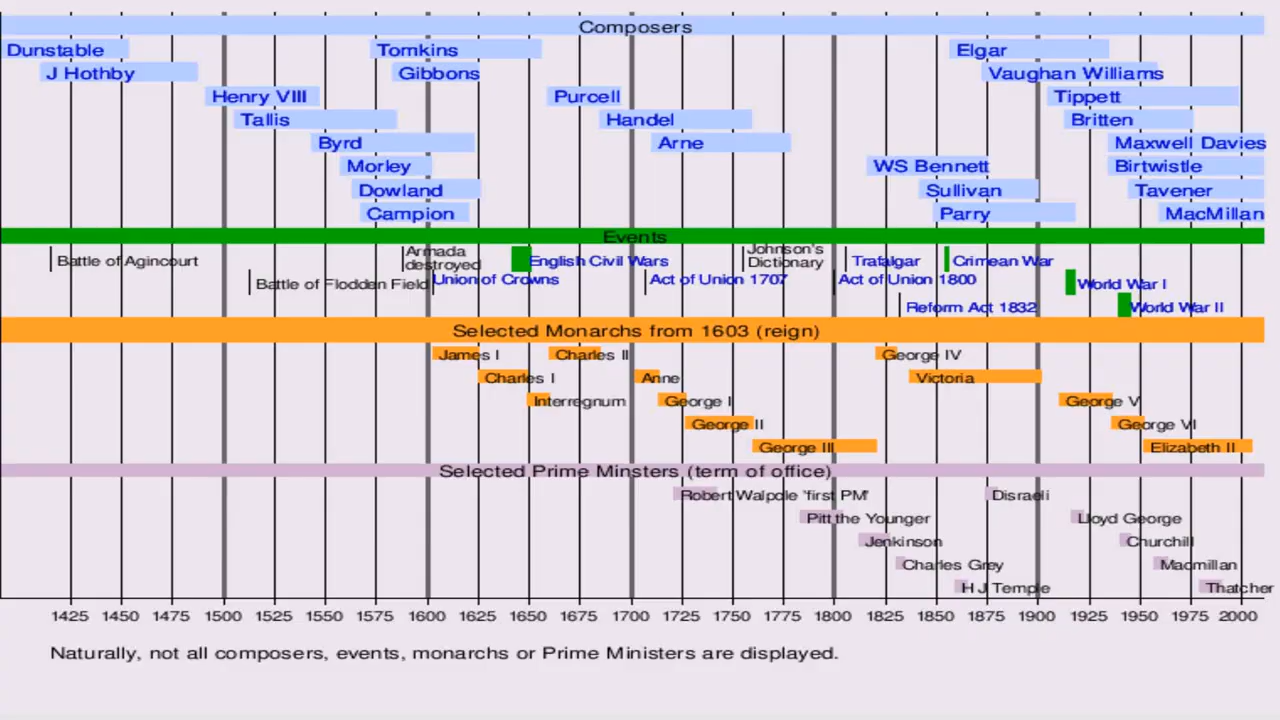 Composers
Dunstable Tomkins Elgar
J Hothby Gibbons Vaughan Williams
Henry VIII Purcell Tippett
Tallis Handel Britten
Byrd Arne Maxwell Davies
Morley WS Bennett Birtwistle
Dowland Sullivan Tavener
Campion Parry MacMillan
Events
Battle of Agincourt Armada destroyed English Civil Wars Johnson's Dictionary Trafalgar Crimean War
Battle of Flodden Field Union of Crowns Act of Union 1707 Act of Union 1800 World War I
Reform Act 1832 World War II
Selected Monarchs from 1603 (reign)
James I Charles II George IV
Charles I Anne Victoria
Interregnum George I George V
George II George VI
George III Elizabeth II
Selected Prime Minsters (term of office)
Robert Walpole 'first PM' Disraeli
Pitt the Younger Lloyd George
Jenkinson Churchill
Charles Grey Macmillan
H J Temple Thatcher
1425 1450 1475 1500 1525 1550 1575 1600 1625 1650 1675 1700 1725 1750 1775 1800 1825 1850 1875 1900 1925 1950 1975 2000
Naturally, not all composers, events, monarchs or Prime Ministers are displayed.